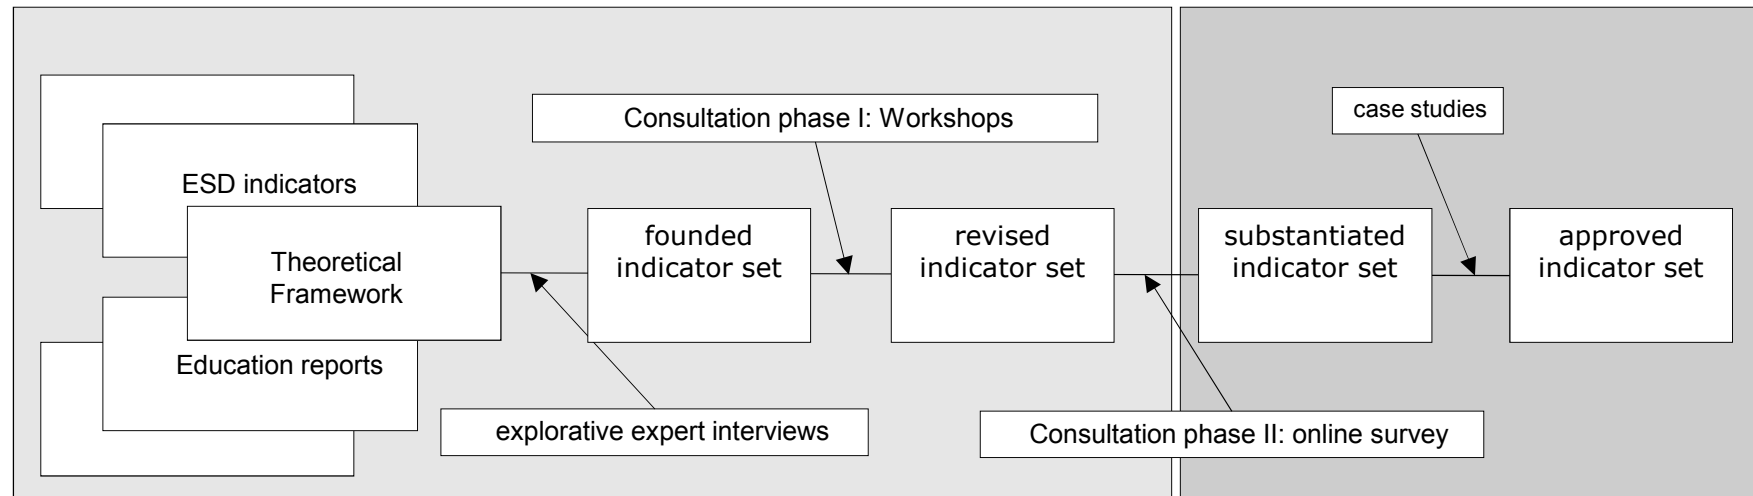 Consultation phase I: Workshops
case studies
ESD indicators
Theoretical
Framework
founded
indicator set
revised
indicator set
substantiated
indicator set
approved
indicator set
Education reports
explorative expert interviews
Consultation phase II: online survey